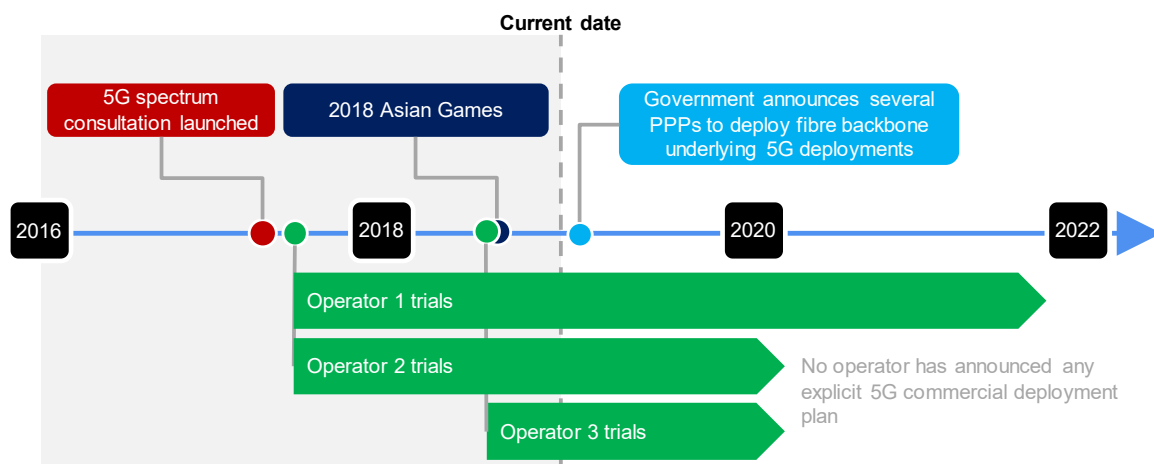 Current date
5G spectrum
consultation launched
2018 Asian Games
Government announces several
PPPs to deploy fibre backbone
underlying 5G deployments
2016
2018
2020
2022
Operator 1 trials
Operator 2 trials
No operator has announced any
explicit 5G commercial deployment
plan
Operator 3 trials